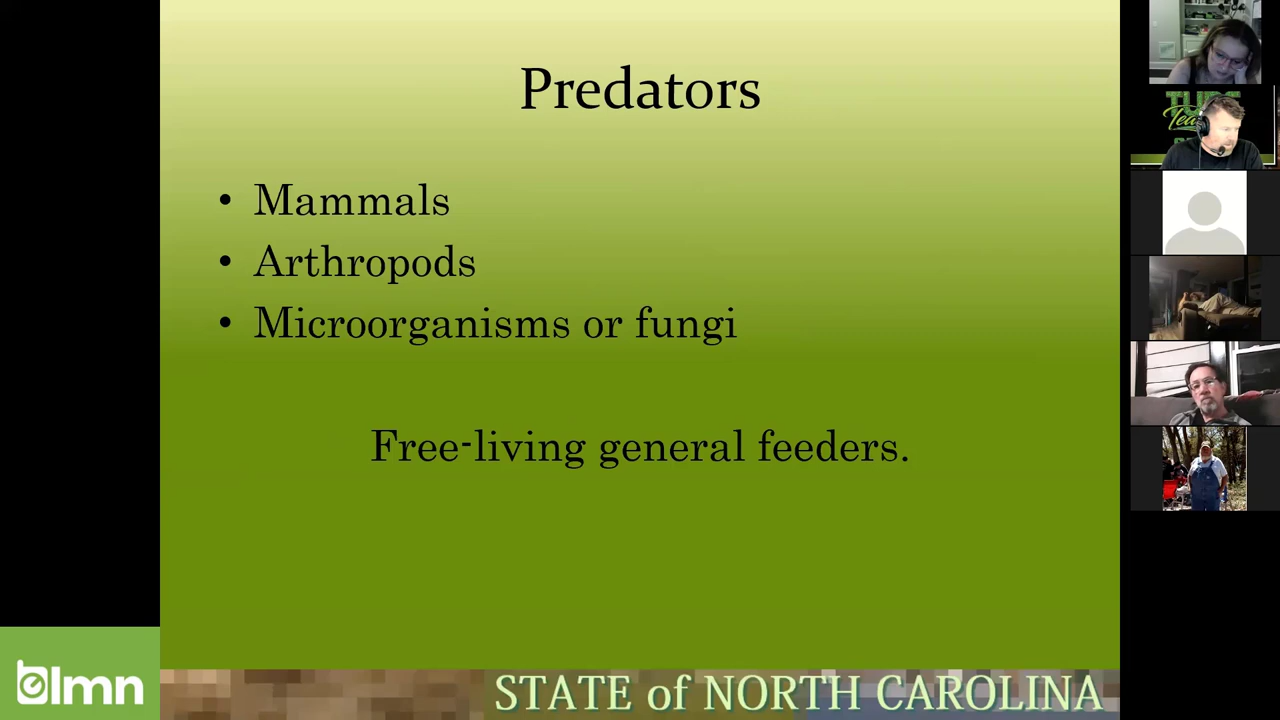 Predators
• Mammals
• Arthropods
• Microorganisms or fungi
Free-living general feeders.
lmn
STATE of NORTH CAROLINA